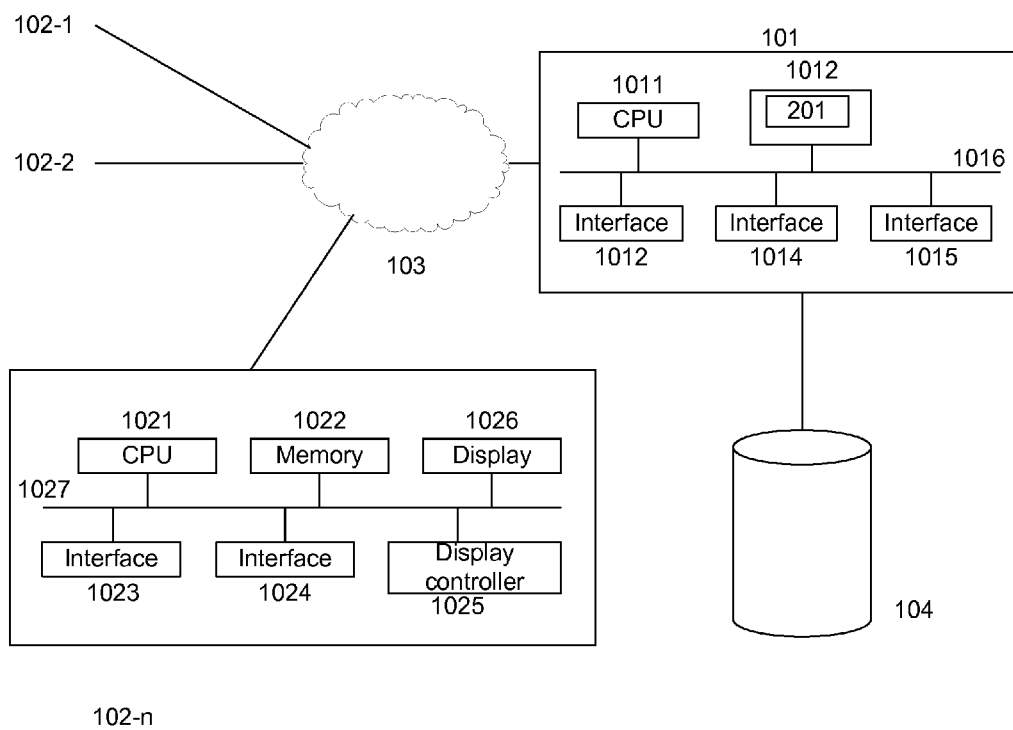 102-1
101
1011
1012
CPU
201
102-2
1016
Interface
Interface
Interface
1012
1014
1015
103
1021
1022
1026
CPU
Memory
Display
1027
Interface
Interface
Display
controller
1023
1024
1025
104
102-n